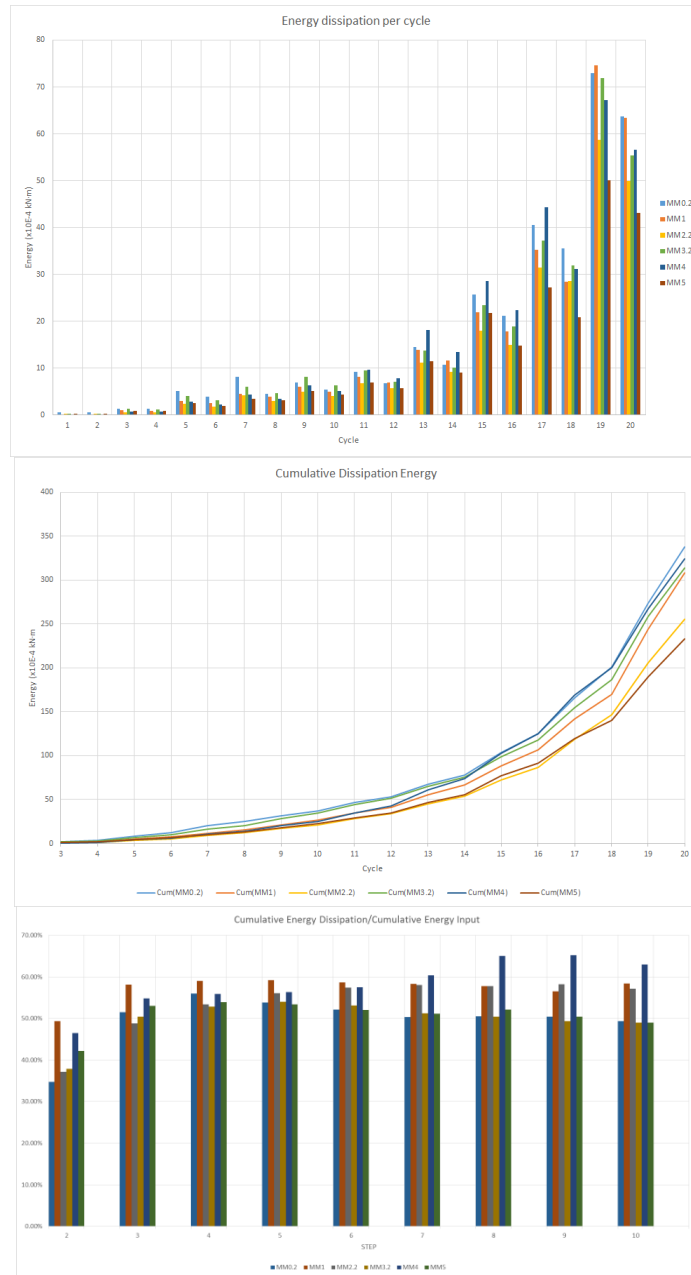 Energy dissipation per cycle
80
70
60
50
40
30
20
10
0
Energy (x10E-4 kN·m)
1 2 3 4 5 6 7 8 9 10 11 12 13 14 15 16 17 18 19 20
Cycle
MM0.2
MM1
MM2.2
MM3.2
MM4
MM5
Cumulative Dissipation Energy
400
350
300
250
200
150
100
50
0
Energy (x10E-4 kN·m
3 4 5 6 7 8 9 10 11 12 13 14 15 16 17 18 19 20
Cycle
Cum(MM0.2) Cum(MM1) Cum(MM2.2) Cum(MM3.2) Cum(MM4) Cum(MM5)
Cumulative Energy Dissipation/Cumulative Energy Input
70.00%
60.00%
50.00%
40.00%
30.00%
20.00%
10.00%
0.00%
2 3 4 5 6 7 8 9 10
STEP
MM0.2 MM1 MM2.2 MM3.2 MM4 MM5